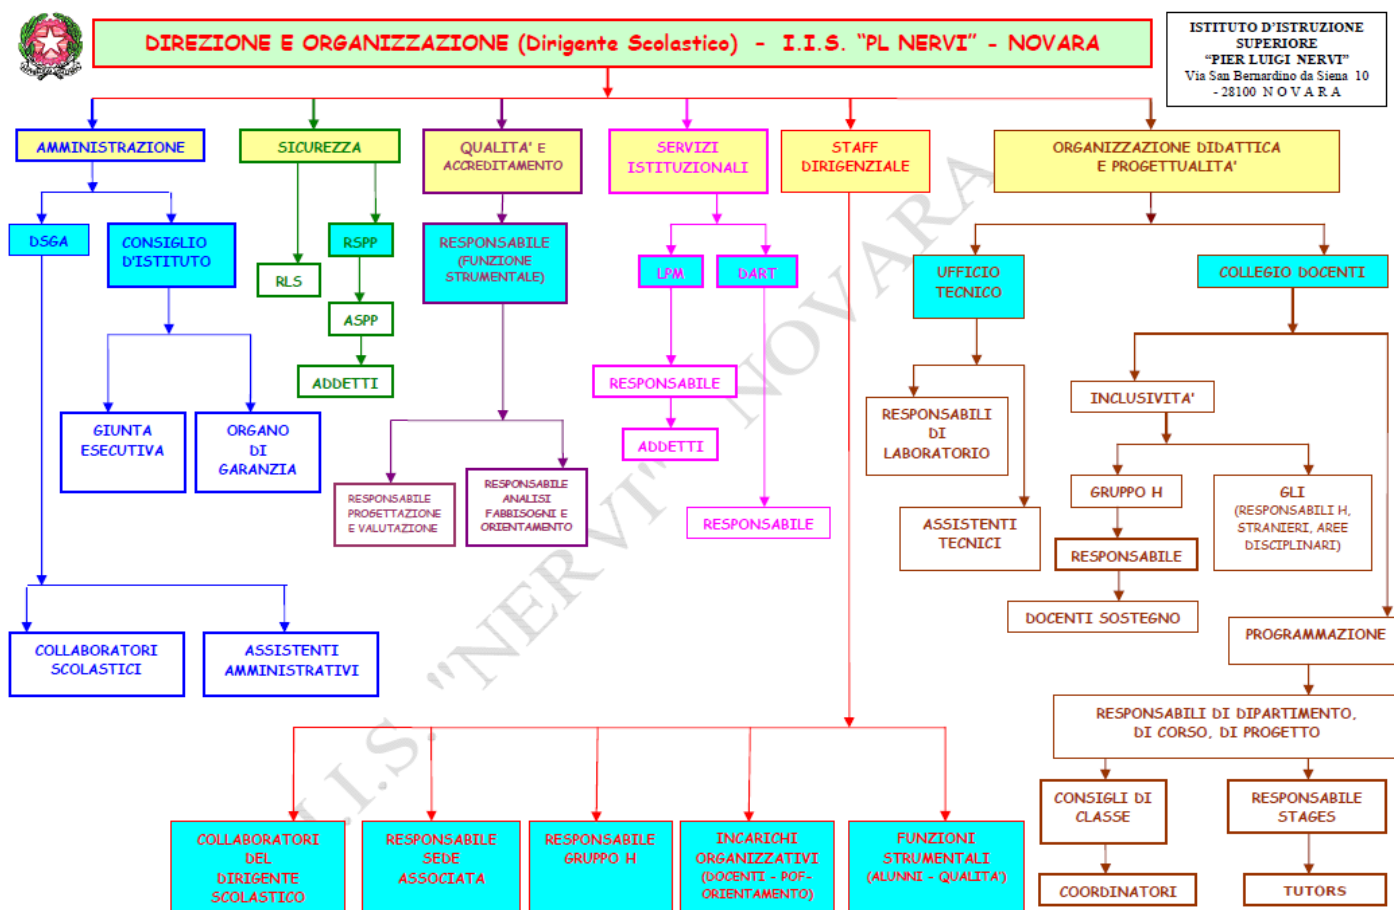 DIREZIONE E ORGANIZZAZIONE (Dirigente Scolastico) - I.I.S. “PL NERVI” - NOVARA
ISTITUTO D’ISTRUZIONE
SUPERIORE
“PIER LUIGI NERVI”
Via San Bernardino da Siena 10
- 28100 N O V A R A
AMMINISTRAZIONE
SICUREZZA
QUALITA’ E
ACCREDITAMENTO
SERVIZI
ISTITUZIONALI
STAFF
DIRIGENZIALE
ORGANIZZAZIONE DIDATTICA
E PROGETTUALITA’
DSGA
CONSIGLIO
D’ISTITUTO
RLS
RSPP
ASPP
ADDETTI
RESPONSABILE
(FUNZIONE
STRUMENTALE)
LPM
DART
RESPONSABILE
ADDETTI
RESPONSABILE
UFFICIO
TECNICO
COLLEGIO DOCENTI
GIUNTA
ESECUTIVA
ORGANO
DI
GARANZIA
RESPONSABILE
PROGETTAZIONE
E VALUTAZIONE
RESPONSABILE
ANALISI
FABBISOGNI E
ORIENTAMENTO
RESPONSABILI
DI
LABORATORIO
ASSISTENTI
TECNICI
INCLUSIVITA’
GRUPPO H
RESPONSABILE
DOCENTI SOSTEGNO
GLI
(RESPONSABILI H,
STRANIERI, AREE
DISCIPLINARI)
COLLABORATORI
SCOLASTICI
ASSISTENTI
AMMINISTRATIVI
PROGRAMMAZIONE
RESPONSABILI DI DIPARTIMENTO,
DI CORSO, DI PROGETTO
CONSIGLI DI
CLASSE
RESPONSABILE
STAGES
COORDINATORI
TUTORS
COLLABORATORI
DEL
DIRIGENTE
SCOLASTICO
RESPONSABILE
SEDE
ASSOCIATA
RESPONSABILE
GRUPPO H
INCARICHI
ORGANIZZATIVI
(DOCENTI - POF-
ORIENTAMENTO)
FUNZIONI
STRUMENTALI
(ALUNNI - QUALITA’)
I.I.S. "NERVI" NOVARA